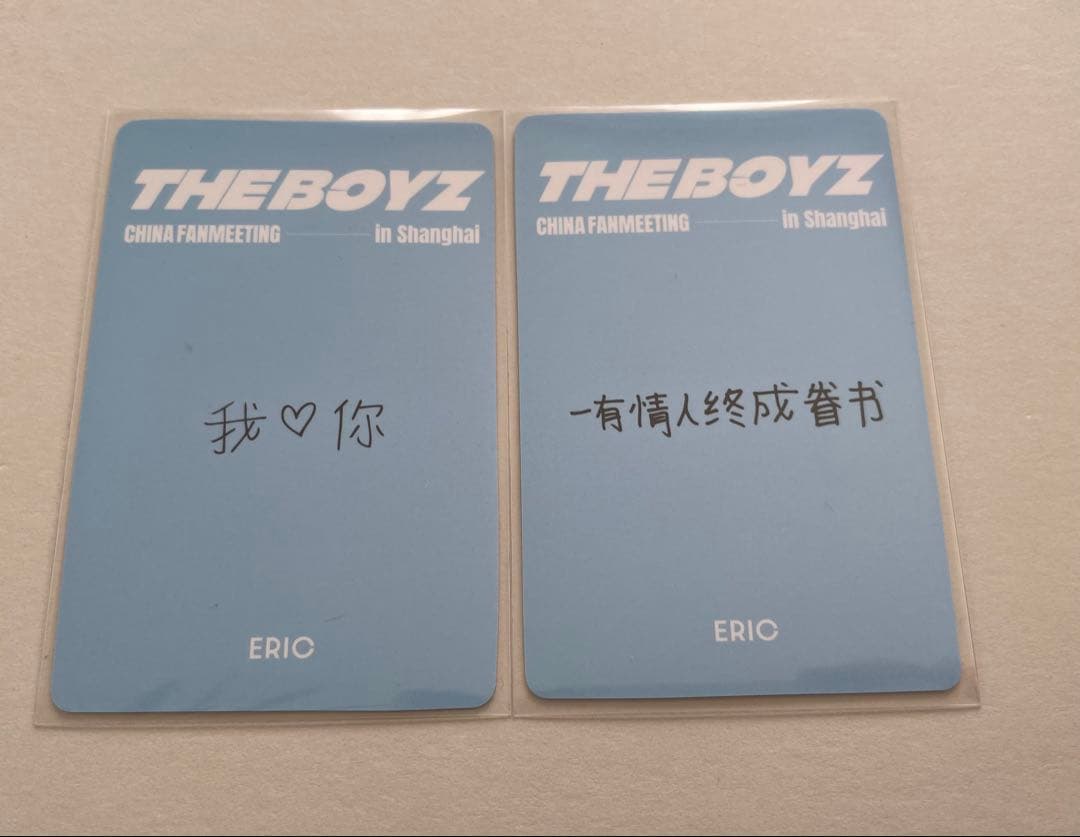 THEBOYZ
CHINA FANMEETING in Shanghai
我♡你
ERIC
THEBOYZ
CHINA FANMEETING in Shanghai
一有情人终成眷书
ERIC